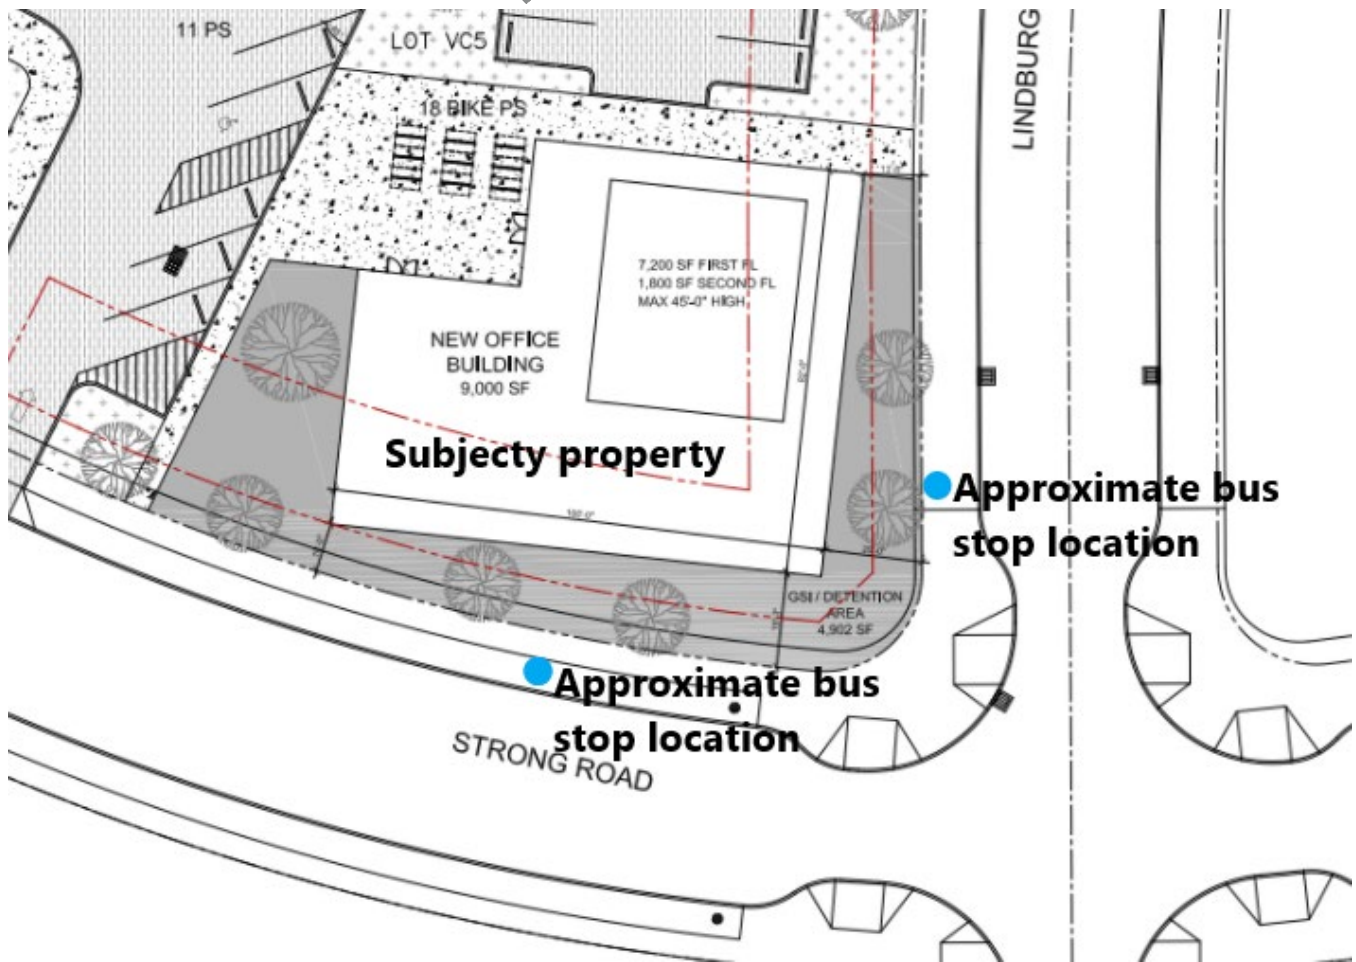 11 PS
LOT VC5
18 BIKE PS
LINDBURG
7,200 SF FIRST FL
1,800 SF SECOND FL
MAX 45'-0" HIGH
NEW OFFICE
BUILDING
9,000 SF
Subjecty property
Approximate bus
stop location
100'-0"
GSI / DETENTION
AREA
4,902 SF
Approximate bus
stop location
STRONG ROAD